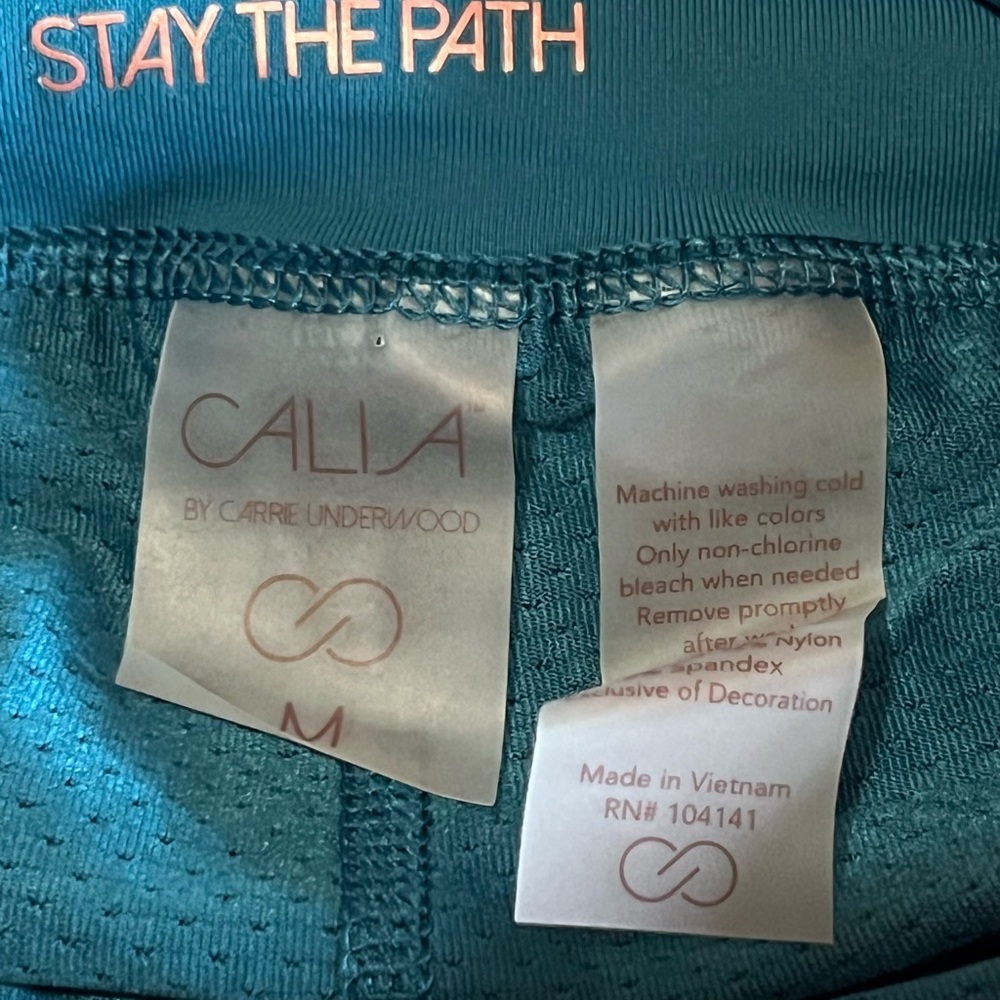 STAY THE PATH
CALIA™
BY CARRIE UNDERWOOD
M
Machine washing cold
with like colors
Only non-chlorine
bleach when needed
Remove promptly
after
Nylon
Spandex
of Decoration
Made in Vietnam
RN# 104141